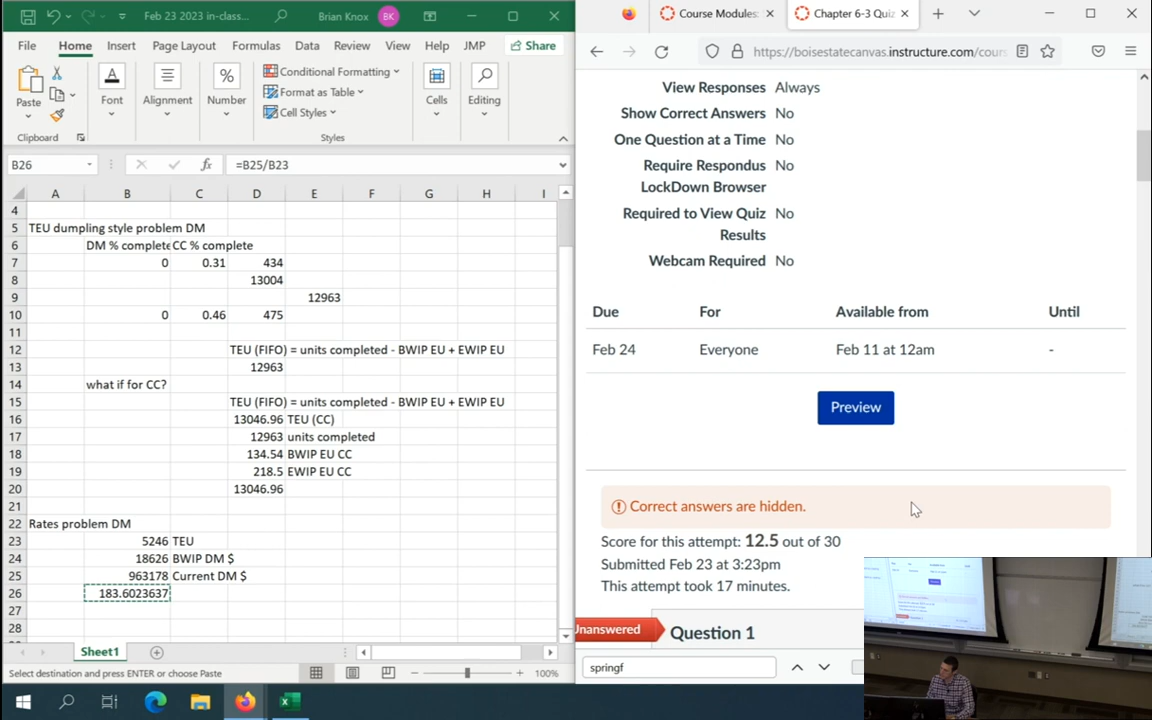 Feb 23 2023 in-class...
Brian Knox
BK
File Home Insert Page Layout Formulas Data Review View Help JMP Share
Paste
Font
Alignment
Number
%
Conditional Formatting
Format as Table
Cell Styles
Cells
Editing
Clipboard
Styles
B26
fx
=B25/B23
A B C D E F G H I
4
5 TEU dumpling style problem DM
6 DM % complete CC % complete
7 0 0.31 434
8 13004
9 12963
10 0 0.46 475
11
12 TEU (FIFO) = units completed - BWIP EU + EWIP EU
13 12963
14 what if for CC?
15 TEU (FIFO) = units completed - BWIP EU + EWIP EU
16 13046.96 TEU (CC)
17 12963 units completed
18 134.54 BWIP EU CC
19 218.5 EWIP EU CC
20 13046.96
21
22 Rates problem DM
23 5246 TEU
24 18626 BWIP DM $
25 963178 Current DM $
26 183.6023637
27
28
Sheet1
Select destination and press ENTER or choose Paste
100%
Course Modules:
Chapter 6-3 Quiz
https://boisestatecanvas.instructure.com/cours
View Responses Always
Show Correct Answers No
One Question at a Time No
Require Respondus No
LockDown Browser
Required to View Quiz No
Results
Webcam Required No
Due For Available from Until
Feb 24 Everyone Feb 11 at 12am -
Preview
Correct answers are hidden.
Score for this attempt: 12.5 out of 30
Submitted Feb 23 at 3:23pm
This attempt took 17 minutes.
Unanswered
Question 1
springf